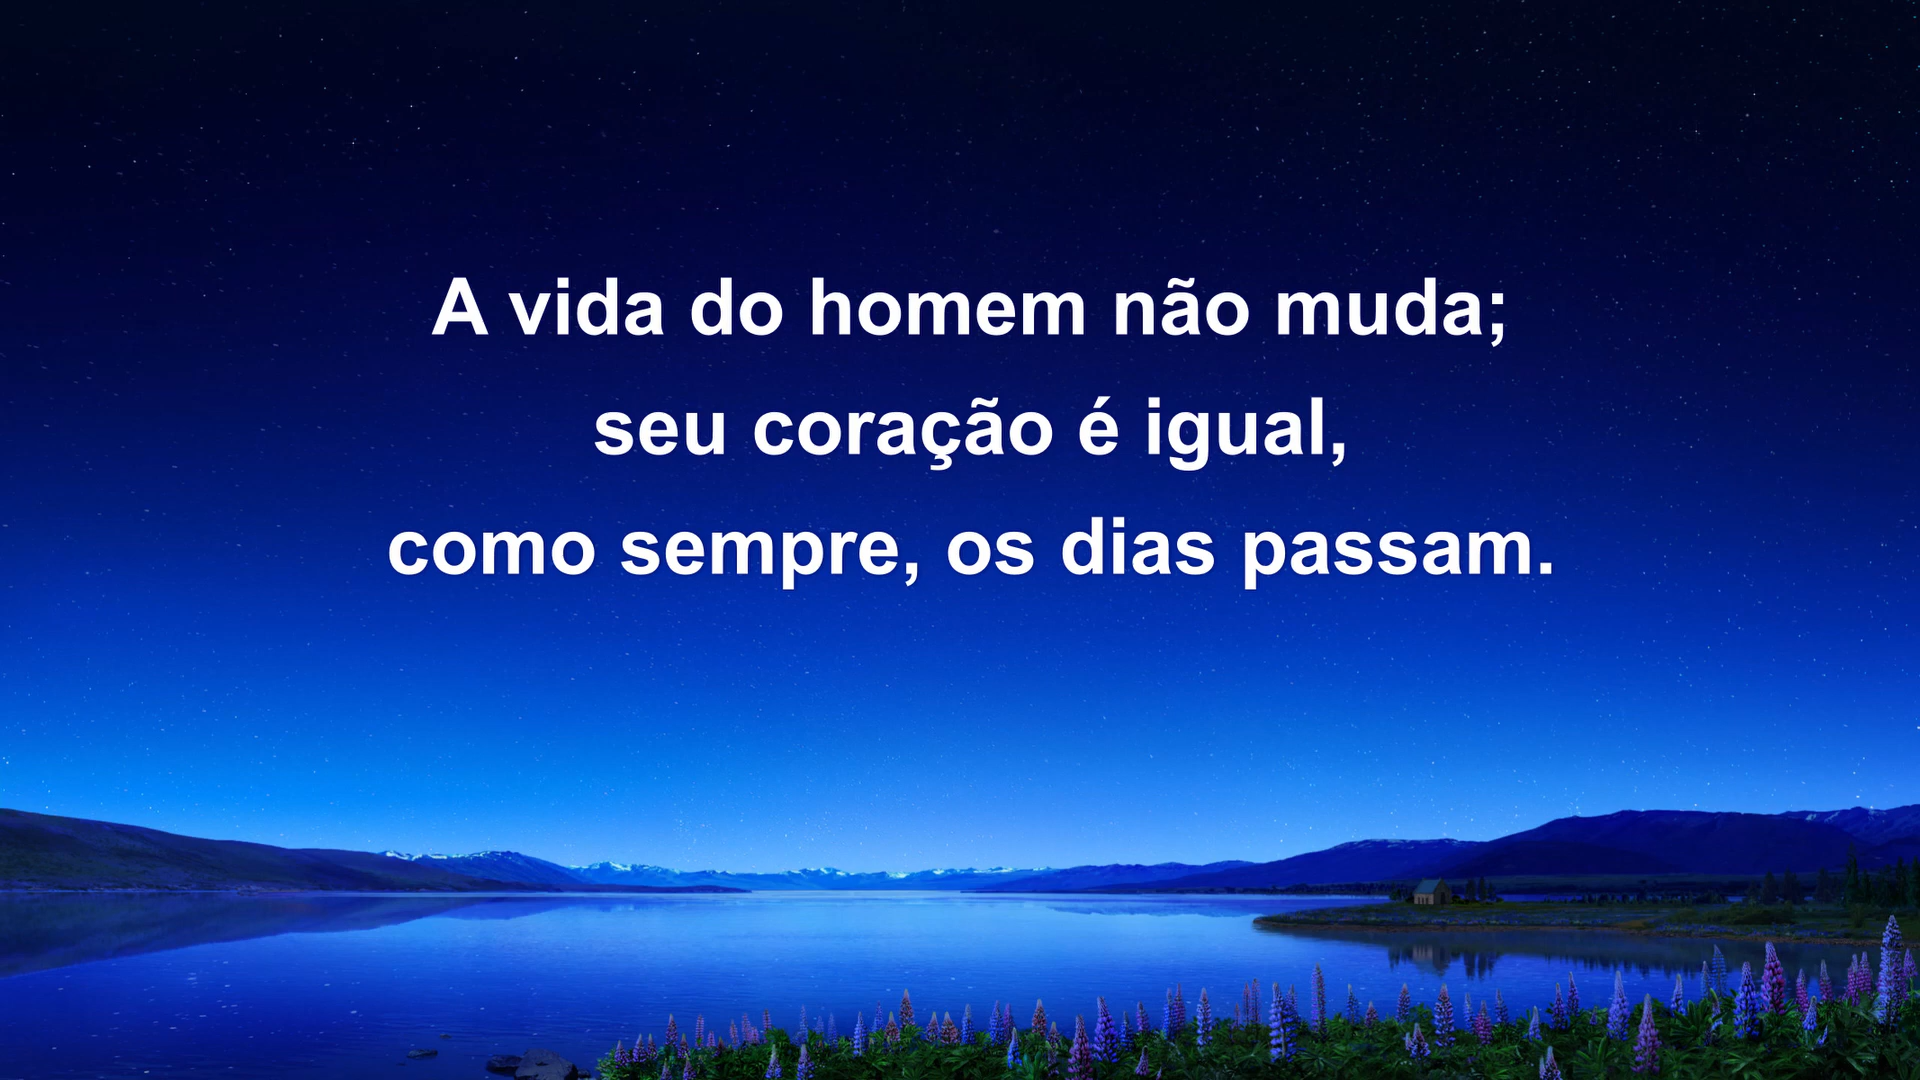 A vida do homem não muda;
seu coração é igual,
como sempre, os dias passam.